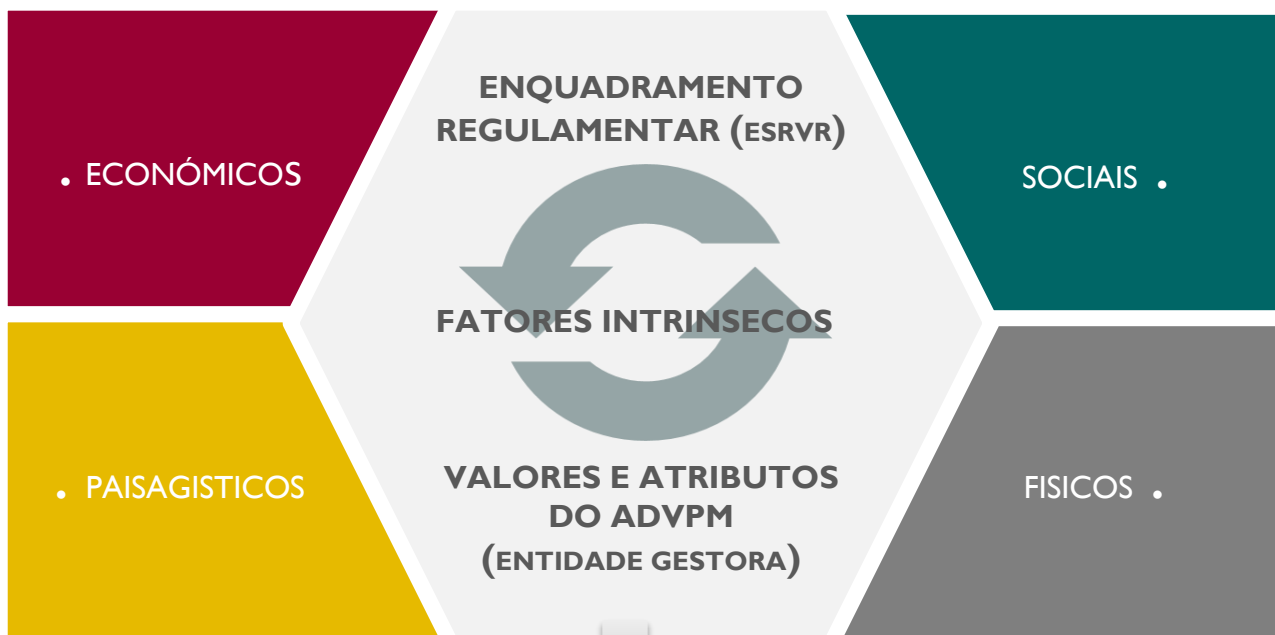 ENQUADRAMENTO
REGULAMENTAR (ESRVR)
. ECONÓMICOS
SOCIAIS .
FATORES INTRINSECOS
VALORES E ATRIBUTOS
DO ADVPM
(ENTIDADE GESTORA)
. PAISAGISTICOS
FISICOS .